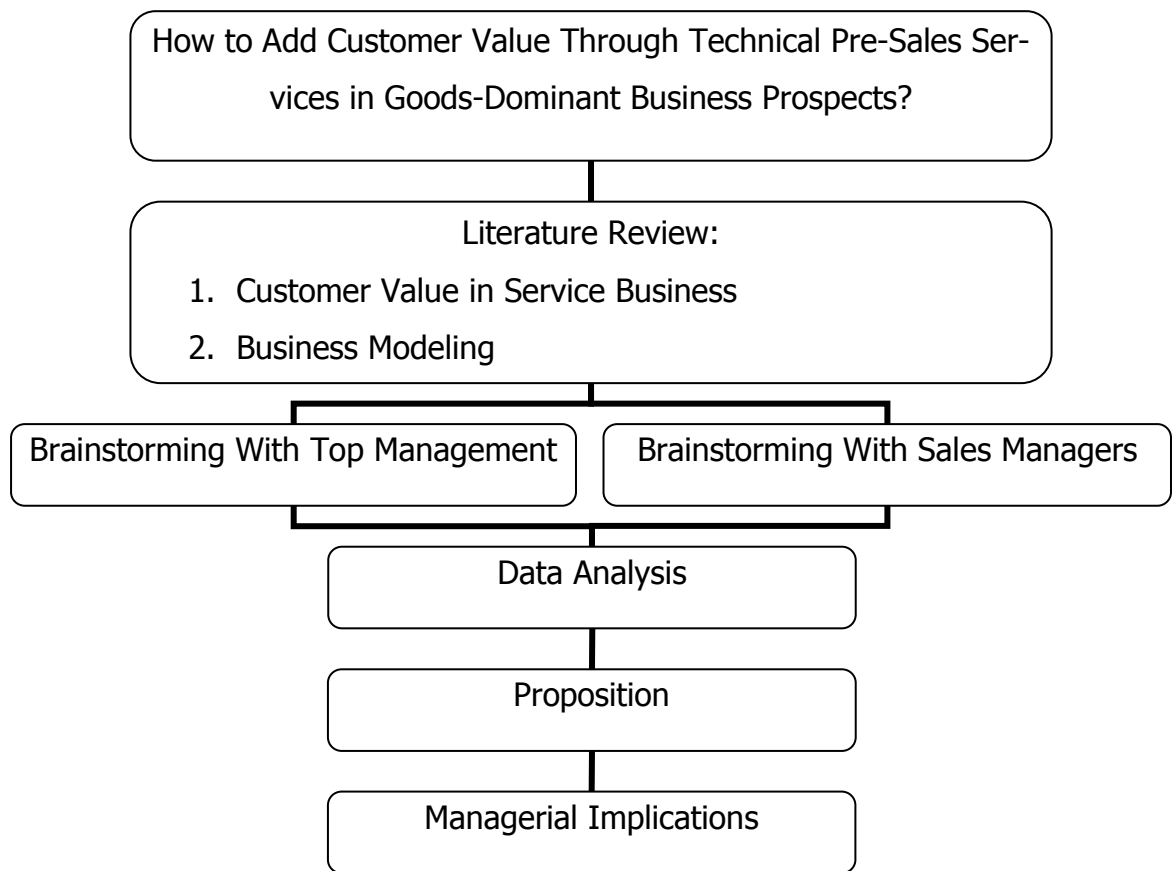 How to Add Customer Value Through Technical Pre-Sales Ser-
vices in Goods-Dominant Business Prospects?
Literature Review:
1. Customer Value in Service Business
2. Business Modeling
Brainstorming With Top Management
Brainstorming With Sales Managers
Data Analysis
Proposition
Managerial Implications